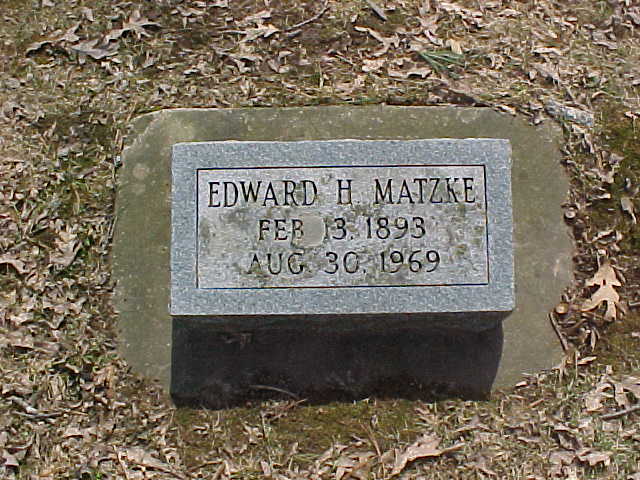 EDWARD H MATZKE
FEB 13, 1893
AUG 30, 1969